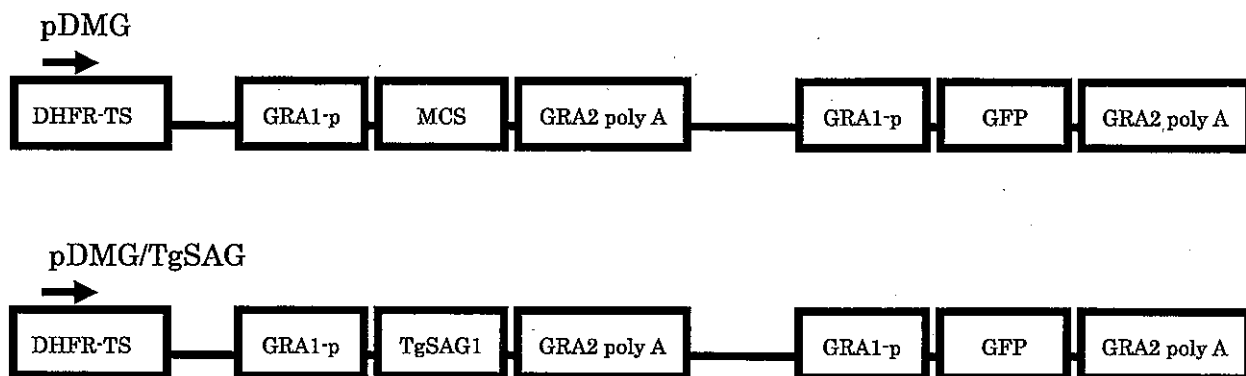 pDMG
DHFR-TS GRA1-p MCS GRA2 poly A GRA1-p GFP GRA2 poly A
pDMG/TgSAG
DHFR-TS GRA1-p TgSAG1 GRA2 poly A GRA1-p GFP GRA2 poly A